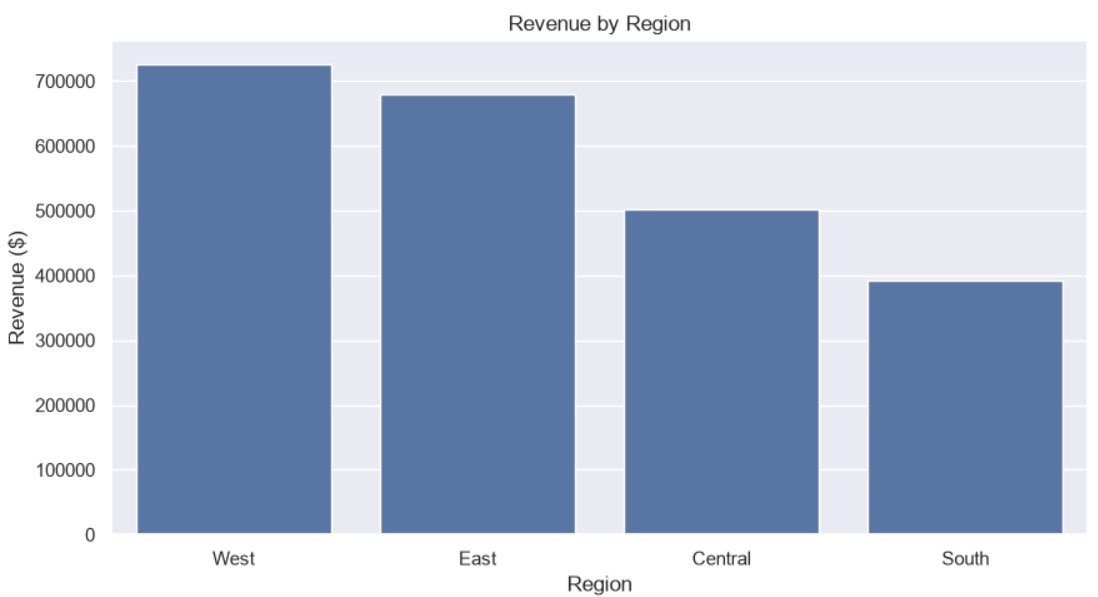 Revenue by Region
Revenue ($)
700000
600000
500000
400000
300000
200000
100000
0
West East Central South
Region